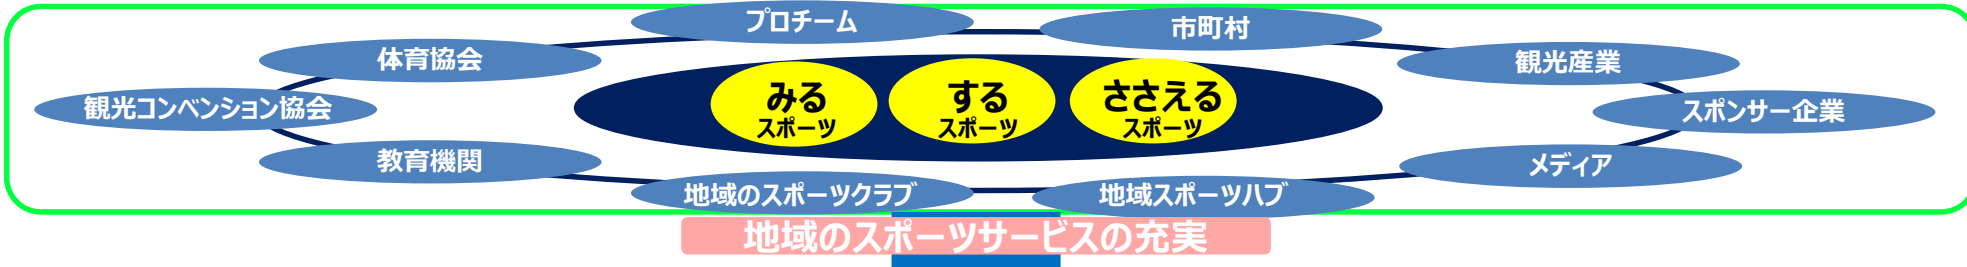 プロチーム
市町村
体育協会
観光産業
みる
スポーツ
する
スポーツ
ささえる
スポーツ
観光コンベンション協会
スポンサー企業
教育機関
メディア
地域のスポーツクラブ
地域スポーツハブ
地域のスポーツサービスの充実